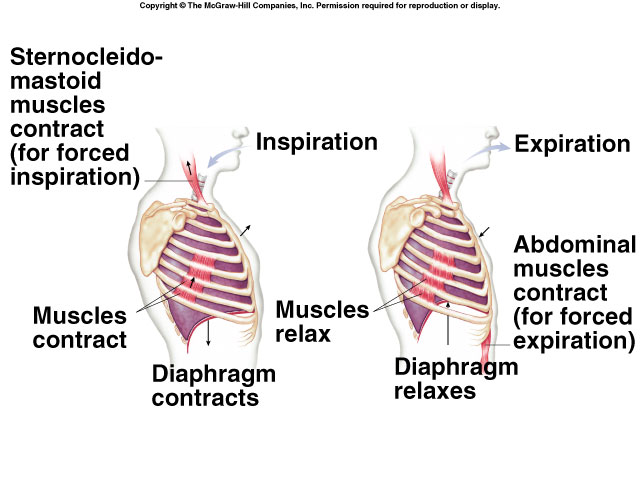 Copyright © The McGraw-Hill Companies, Inc. Permission required for reproduction or display.
Sternocleido-
mastoid
muscles
contract
(for forced
inspiration)
Inspiration
Muscles
contract
Diaphragm
contracts
Expiration
Muscles
relax
Diaphragm
relaxes
Abdominal
muscles
contract
(for forced
expiration)